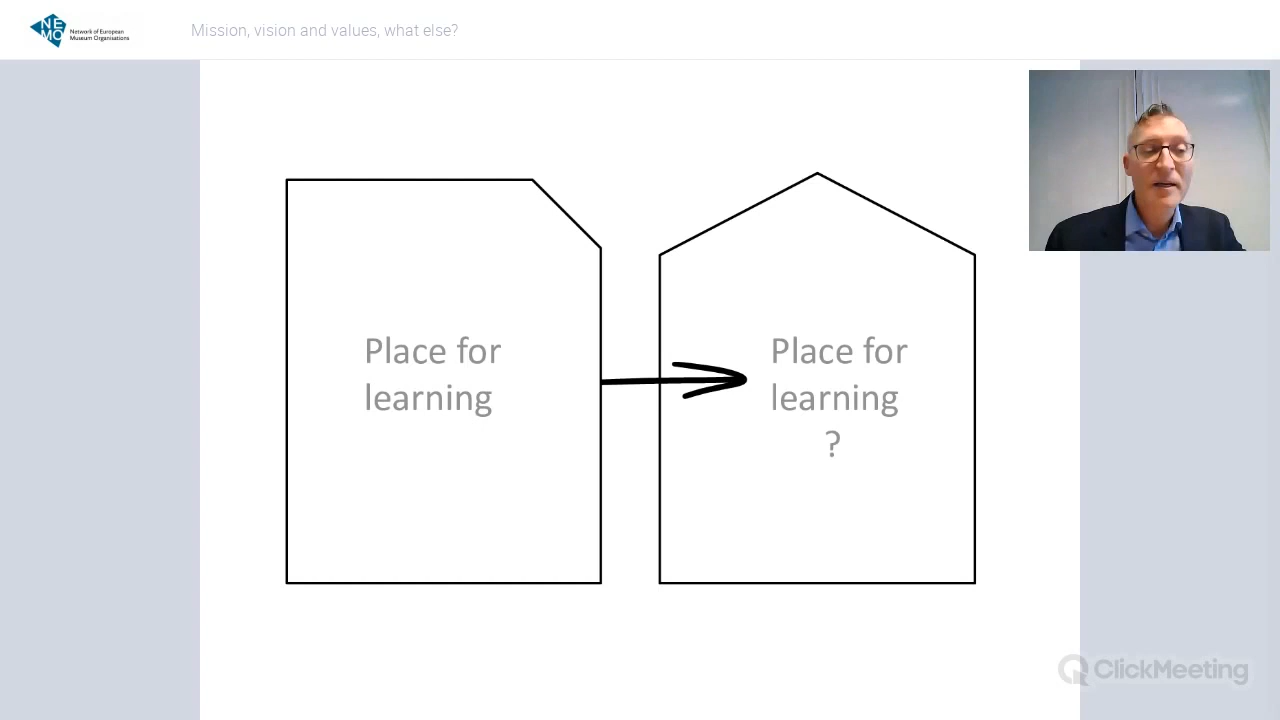 NE
MO
Network of European
Museum Organisations
Mission, vision and values, what else?
Place for
learning
Place for
learning
?
ClickMeeting